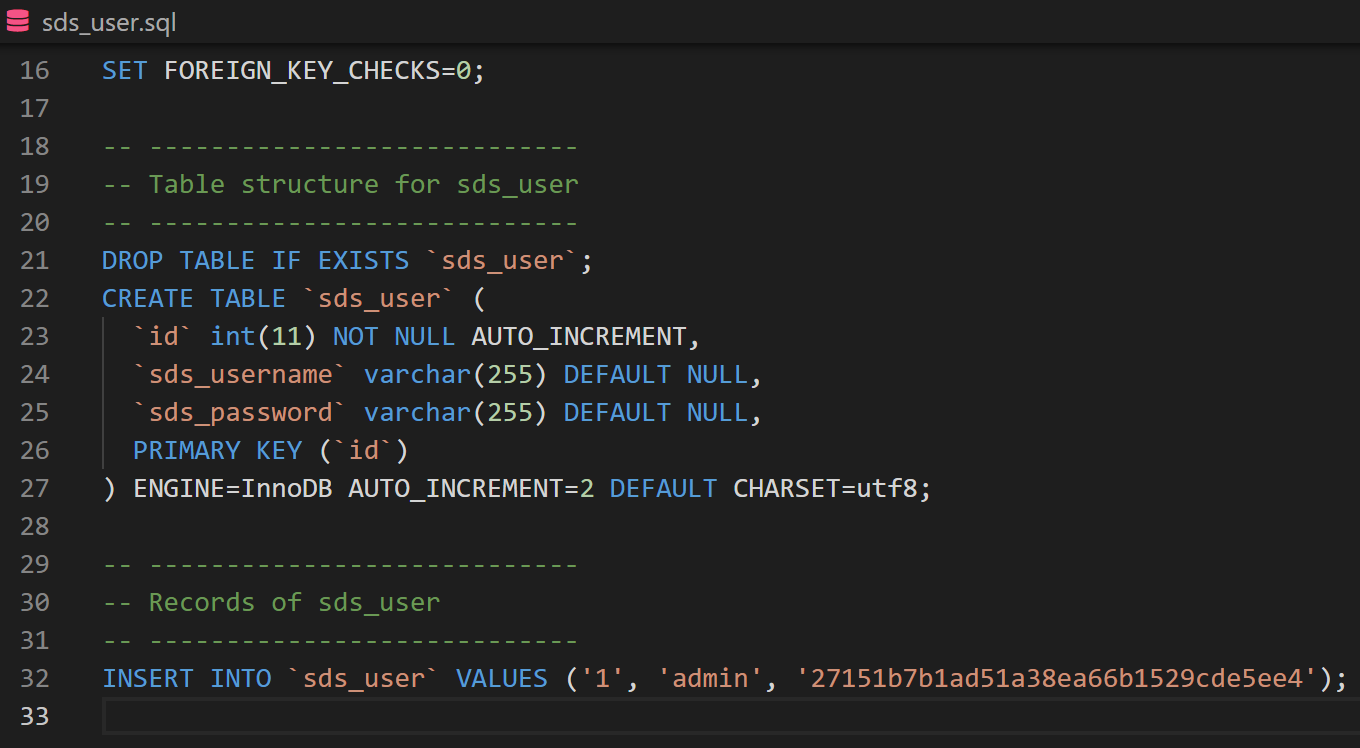 sds_user.sql
16 SET FOREIGN_KEY_CHECKS=0;
17
18 -- ----------------------------
19 -- Table structure for sds_user
20 -- ----------------------------
21 DROP TABLE IF EXISTS `sds_user`;
22 CREATE TABLE `sds_user` (
23   `id` int(11) NOT NULL AUTO_INCREMENT,
24   `sds_username` varchar(255) DEFAULT NULL,
25   `sds_password` varchar(255) DEFAULT NULL,
26   PRIMARY KEY (`id`)
27 ) ENGINE=InnoDB AUTO_INCREMENT=2 DEFAULT CHARSET=utf8;
28
29 -- ----------------------------
30 -- Records of sds_user
31 -- ----------------------------
32 INSERT INTO `sds_user` VALUES ('1', 'admin', '27151b7b1ad51a38ea66b1529cde5ee4');
33